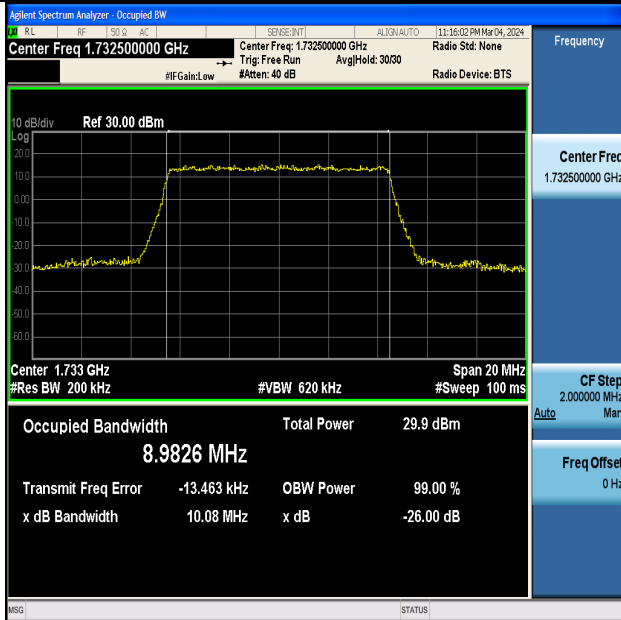 Agilent Spectrum Analyzer - Occupied BW
LXI RL RF 50 Ω AC SENSE:INT ALIGNAUTO 11:16:02 PM Mar 04, 2024
Center Freq 1.732500000 GHz Center Freq: 1.732500000 GHz Radio Std: None
Trig: Free Run Avg|Hold: 30/30
#IFGain:Low #Atten: 40 dB Radio Device: BTS
10 dB/div Ref 30.00 dBm
Log
20.0
10.0
0.00
-10.0
-20.0
-30.0
-40.0
-50.0
-60.0
Center 1.733 GHz Span 20 MHz
#Res BW 200 kHz #VBW 620 kHz #Sweep 100 ms
Occupied Bandwidth Total Power 29.9 dBm
8.9826 MHz
Transmit Freq Error -13.463 kHz OBW Power 99.00 %
x dB Bandwidth 10.08 MHz x dB -26.00 dB
Frequency
Center Freq
1.732500000 GHz
CF Step
2.000000 MHz
Auto Man
Freq Offset
0 Hz
MSG STATUS